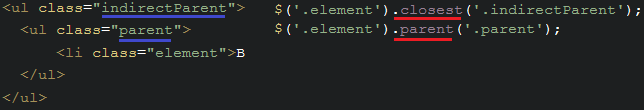 <ul class="indirectParent"> $('.element').closest('.indirectParent');
<ul class="parent"> $('.element').parent('.parent');
<li class="element">B
</ul>
</ul>